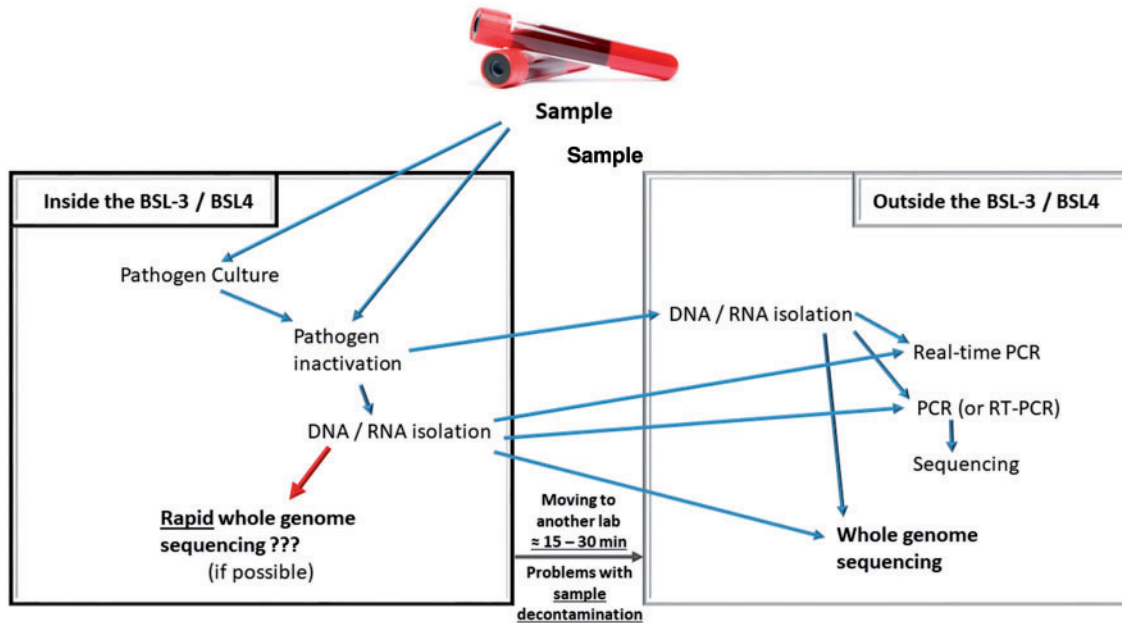 Sample
Sample
Inside the BSL-3 / BSL4
Pathogen Culture
Pathogen
inactivation
DNA / RNA isolation
Rapid whole genome
sequencing ???
(if possible)
Moving to
another lab
≈ 15 – 30 min
Problems with
sample
decontamination
Outside the BSL-3 / BSL4
DNA / RNA isolation
Real-time PCR
PCR (or RT-PCR)
Sequencing
Whole genome
sequencing